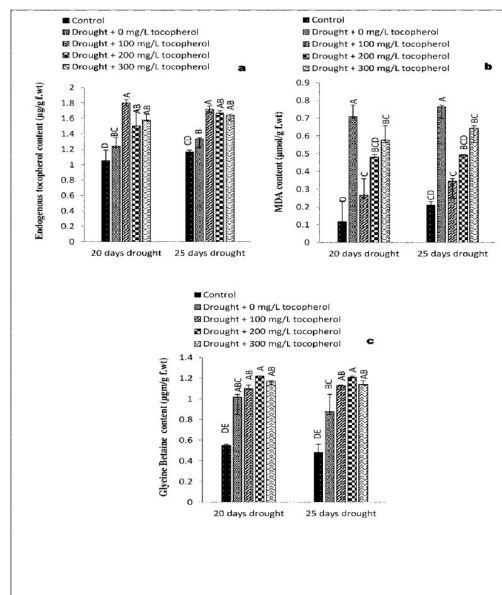 Control
Drought + 0 mg/L tocopherol
Drought + 100 mg/L tocopherol
Drought + 200 mg/L tocopherol
Drought + 300 mg/L tocopherol
a
Endogenous tocopherol content (µg/g f.wt)
1.8
1.6
1.4
1.2
1
0.8
0.6
0.4
0.2
0
D
BC
A
AB
AB
CD
B
A
AB
AB
20 days drought
25 days drought
Control
Drought + 0 mg/L tocopherol
Drought + 100 mg/L tocopherol
Drought + 200 mg/L tocopherol
Drought + 300 mg/L tocopherol
b
MDA content (µmol/g f.wt)
0.9
0.8
0.7
0.6
0.5
0.4
0.3
0.2
0.1
0
D
A
C
BCD
BC
CD
A
C
BCD
BC
20 days drought
25 days drought
Control
Drought + 0 mg/L tocopherol
Drought + 100 mg/L tocopherol
Drought + 200 mg/L tocopherol
Drought + 300 mg/L tocopherol
c
Glycine Betaine content (µgm/g f.wt)
1.4
1.2
1
0.8
0.6
0.4
0.2
0
DE
ABC
AB
A
AB
DE
BC
AB
A
AB
20 days drought
25 days drought